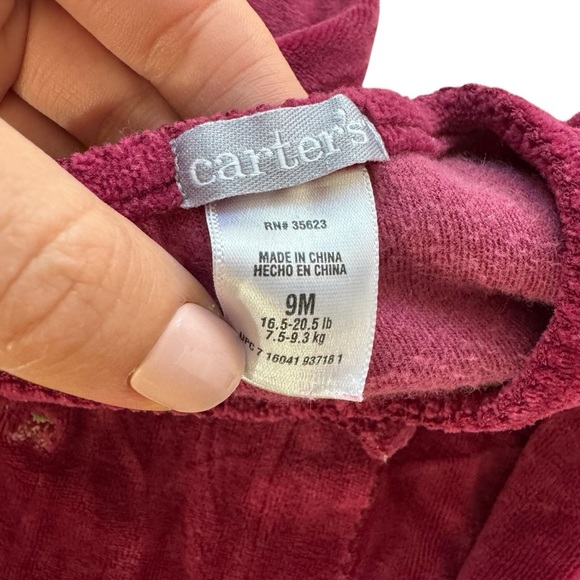 carter's
RN# 35623
MADE IN CHINA
HECHO EN CHINA
9M
16.5-20.5 lb
7.5-9.3 kg
UPC 7 16041 93718 1